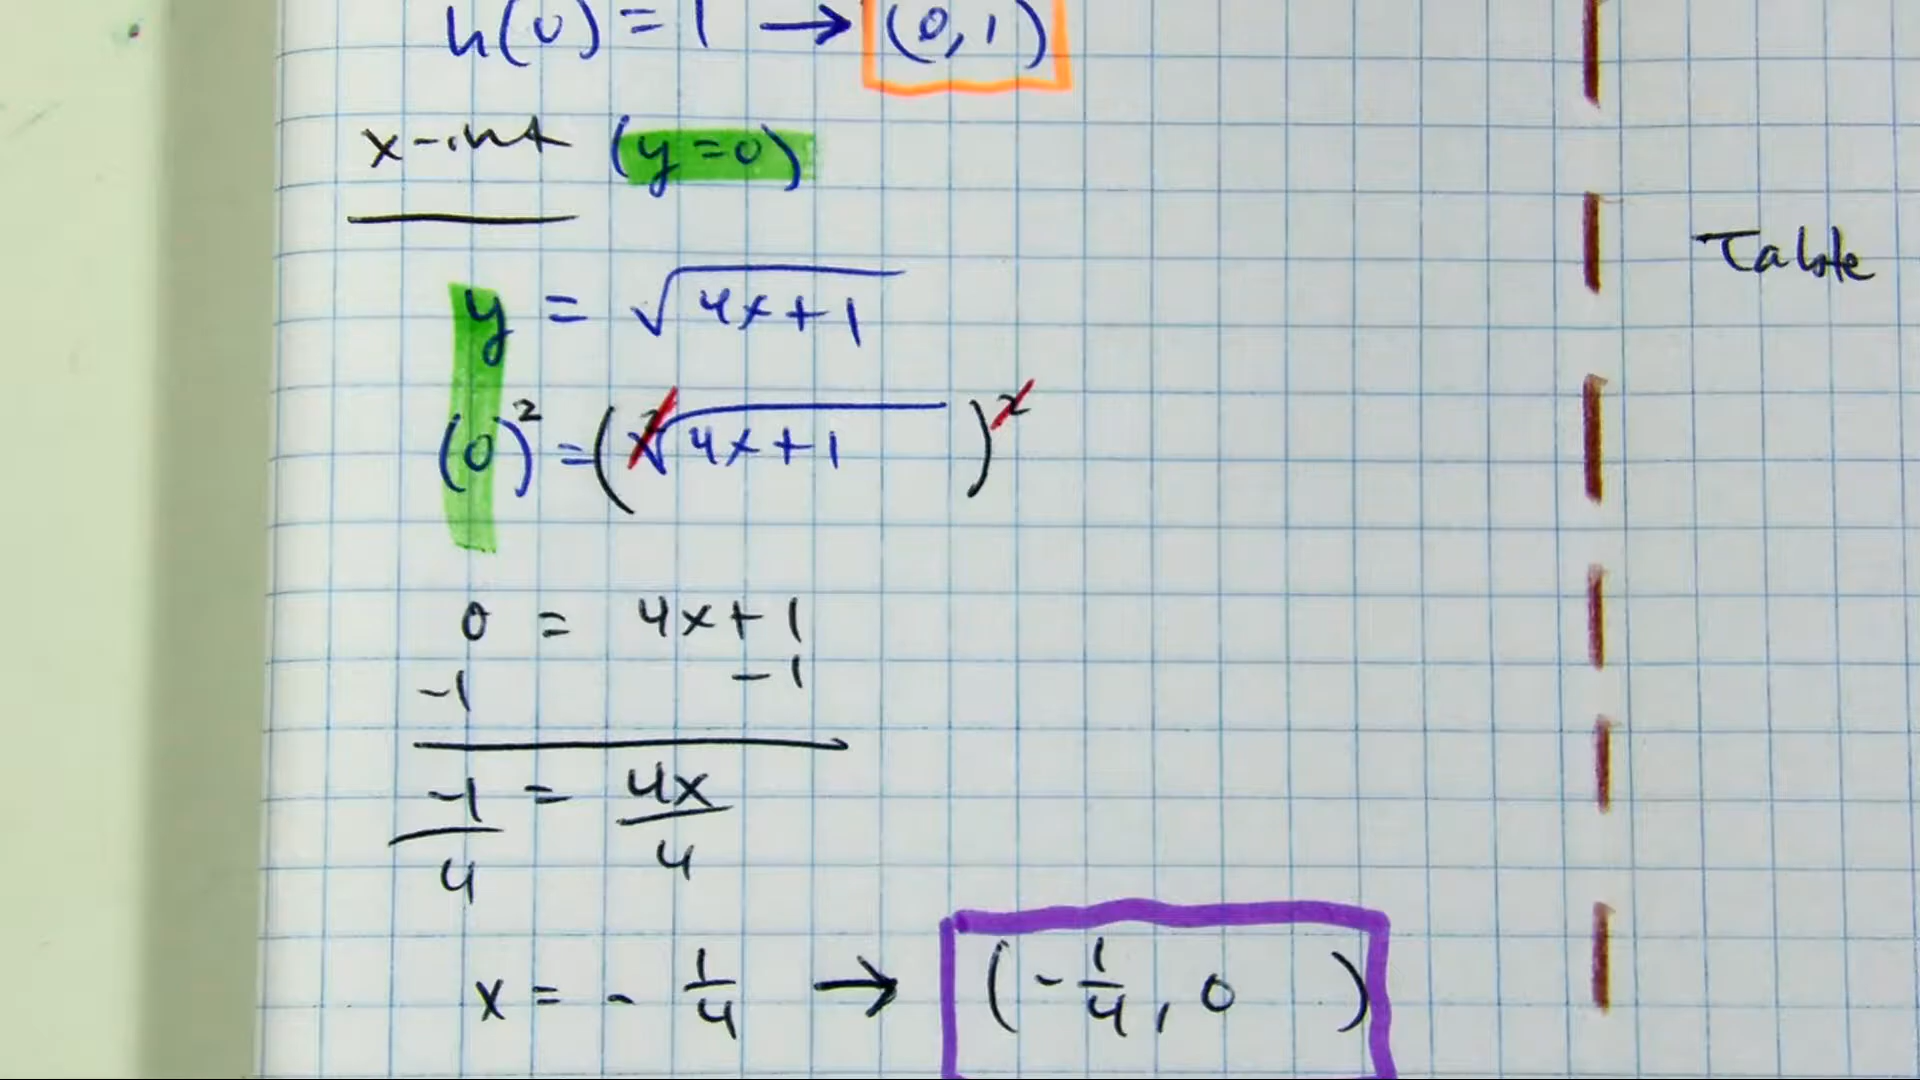 h(0) = 1 → (0, 1)
x-int (y=0)
y = √4x+1
(0)² = (²√4x+1)²
0 = 4x+1
-1 -1
-1/4 = 4x/4
x = -1/4 → (-1/4, 0)
Table